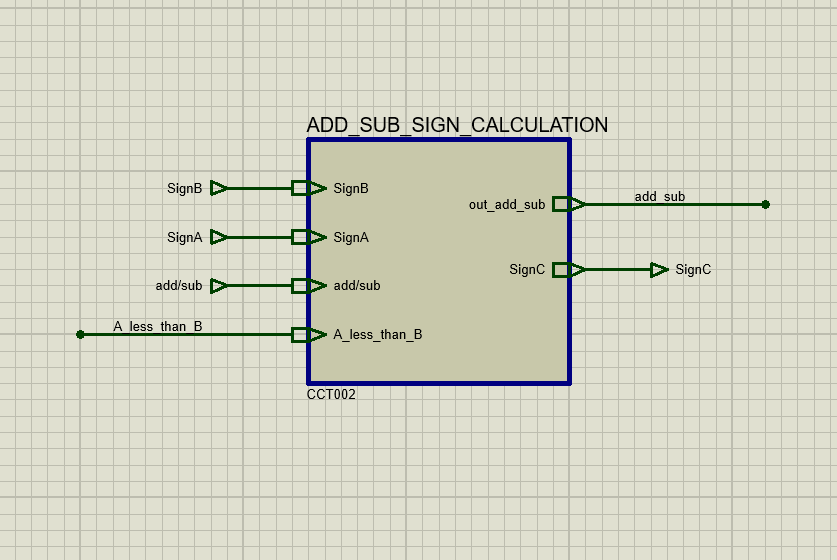 ADD_SUB_SIGN_CALCULATION
SignB SignB
out_add_sub add_sub
SignA SignA
SignC SignC
add/sub add/sub
A_less_than_B A_less_than_B
CCT002